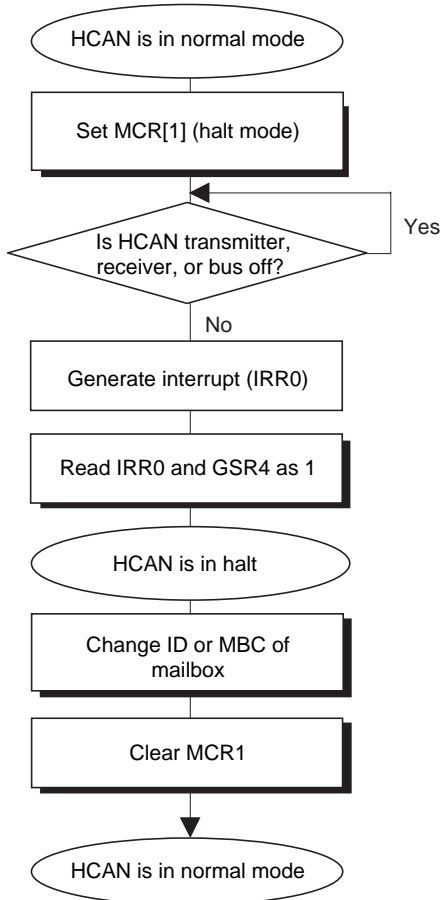 HCAN is in normal mode
Set MCR[1] (halt mode)
Yes
Is HCAN transmitter,
receiver, or bus off?
No
Generate interrupt (IRR0)
Read IRR0 and GSR4 as 1
HCAN is in halt
Change ID or MBC of
mailbox
Clear MCR1
HCAN is in normal mode